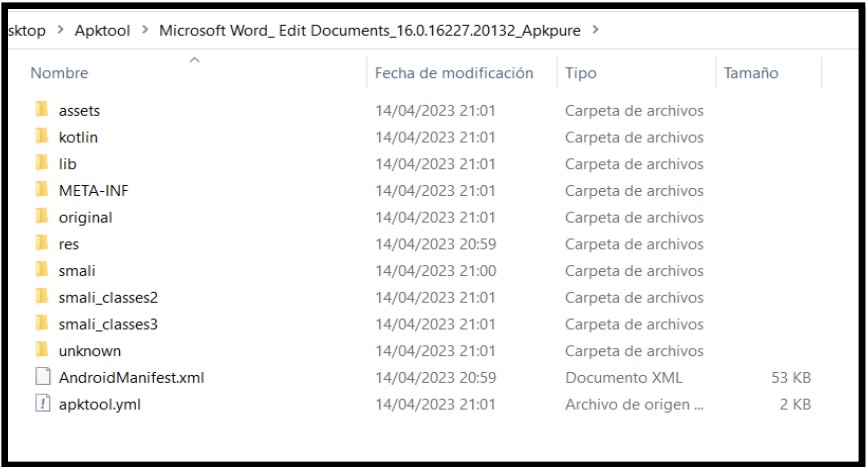 sktop > Apktool > Microsoft Word_ Edit Documents_16.0.16227.20132_Apkpure >
Nombre Fecha de modificación Tipo Tamaño
assets 14/04/2023 21:01 Carpeta de archivos
kotlin 14/04/2023 21:01 Carpeta de archivos
lib 14/04/2023 21:01 Carpeta de archivos
META-INF 14/04/2023 21:01 Carpeta de archivos
original 14/04/2023 21:01 Carpeta de archivos
res 14/04/2023 20:59 Carpeta de archivos
smali 14/04/2023 21:00 Carpeta de archivos
smali_classes2 14/04/2023 21:01 Carpeta de archivos
smali_classes3 14/04/2023 21:01 Carpeta de archivos
unknown 14/04/2023 21:01 Carpeta de archivos
AndroidManifest.xml 14/04/2023 20:59 Documento XML 53 KB
apktool.yml 14/04/2023 21:01 Archivo de origen ... 2 KB